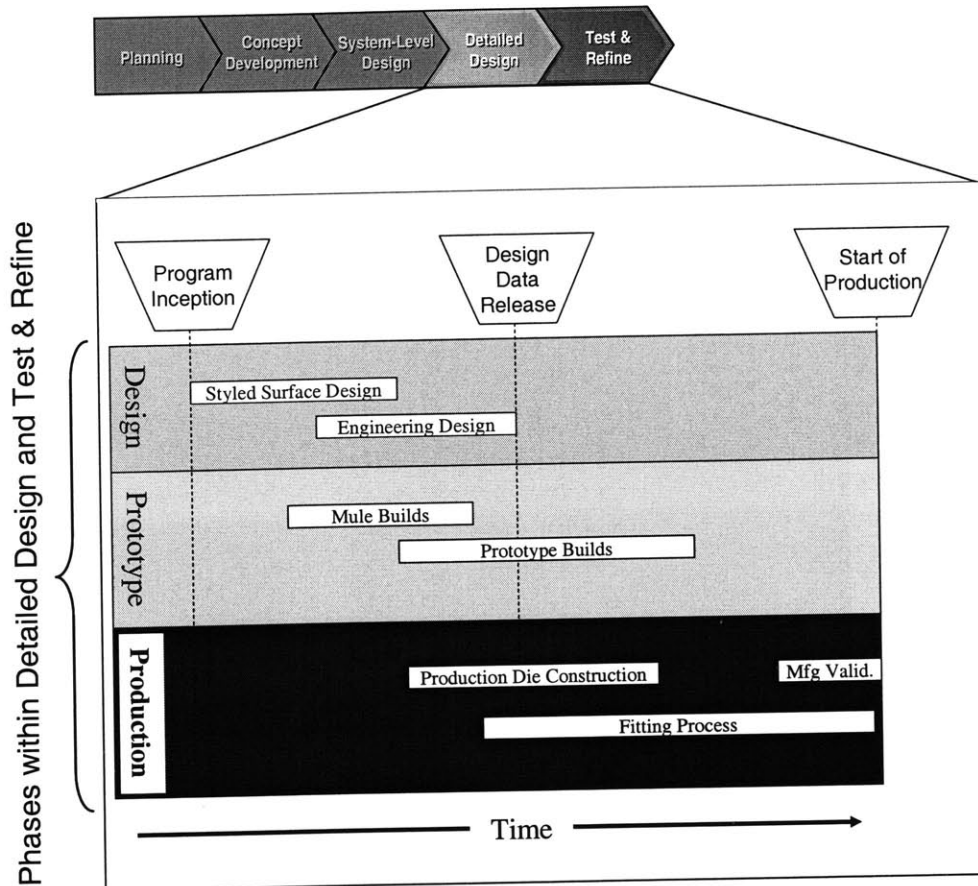 Planning
Concept
Development
System-Level
Design
Detailed
Design
Test &
Refine
Phases within Detailed Design and Test & Refine
Program
Inception
Design
Data
Release
Start of
Production
Design
Styled Surface Design
Engineering Design
Prototype
Mule Builds
Prototype Builds
Production
Production Die Construction
Mfg Valid.
Fitting Process
Time